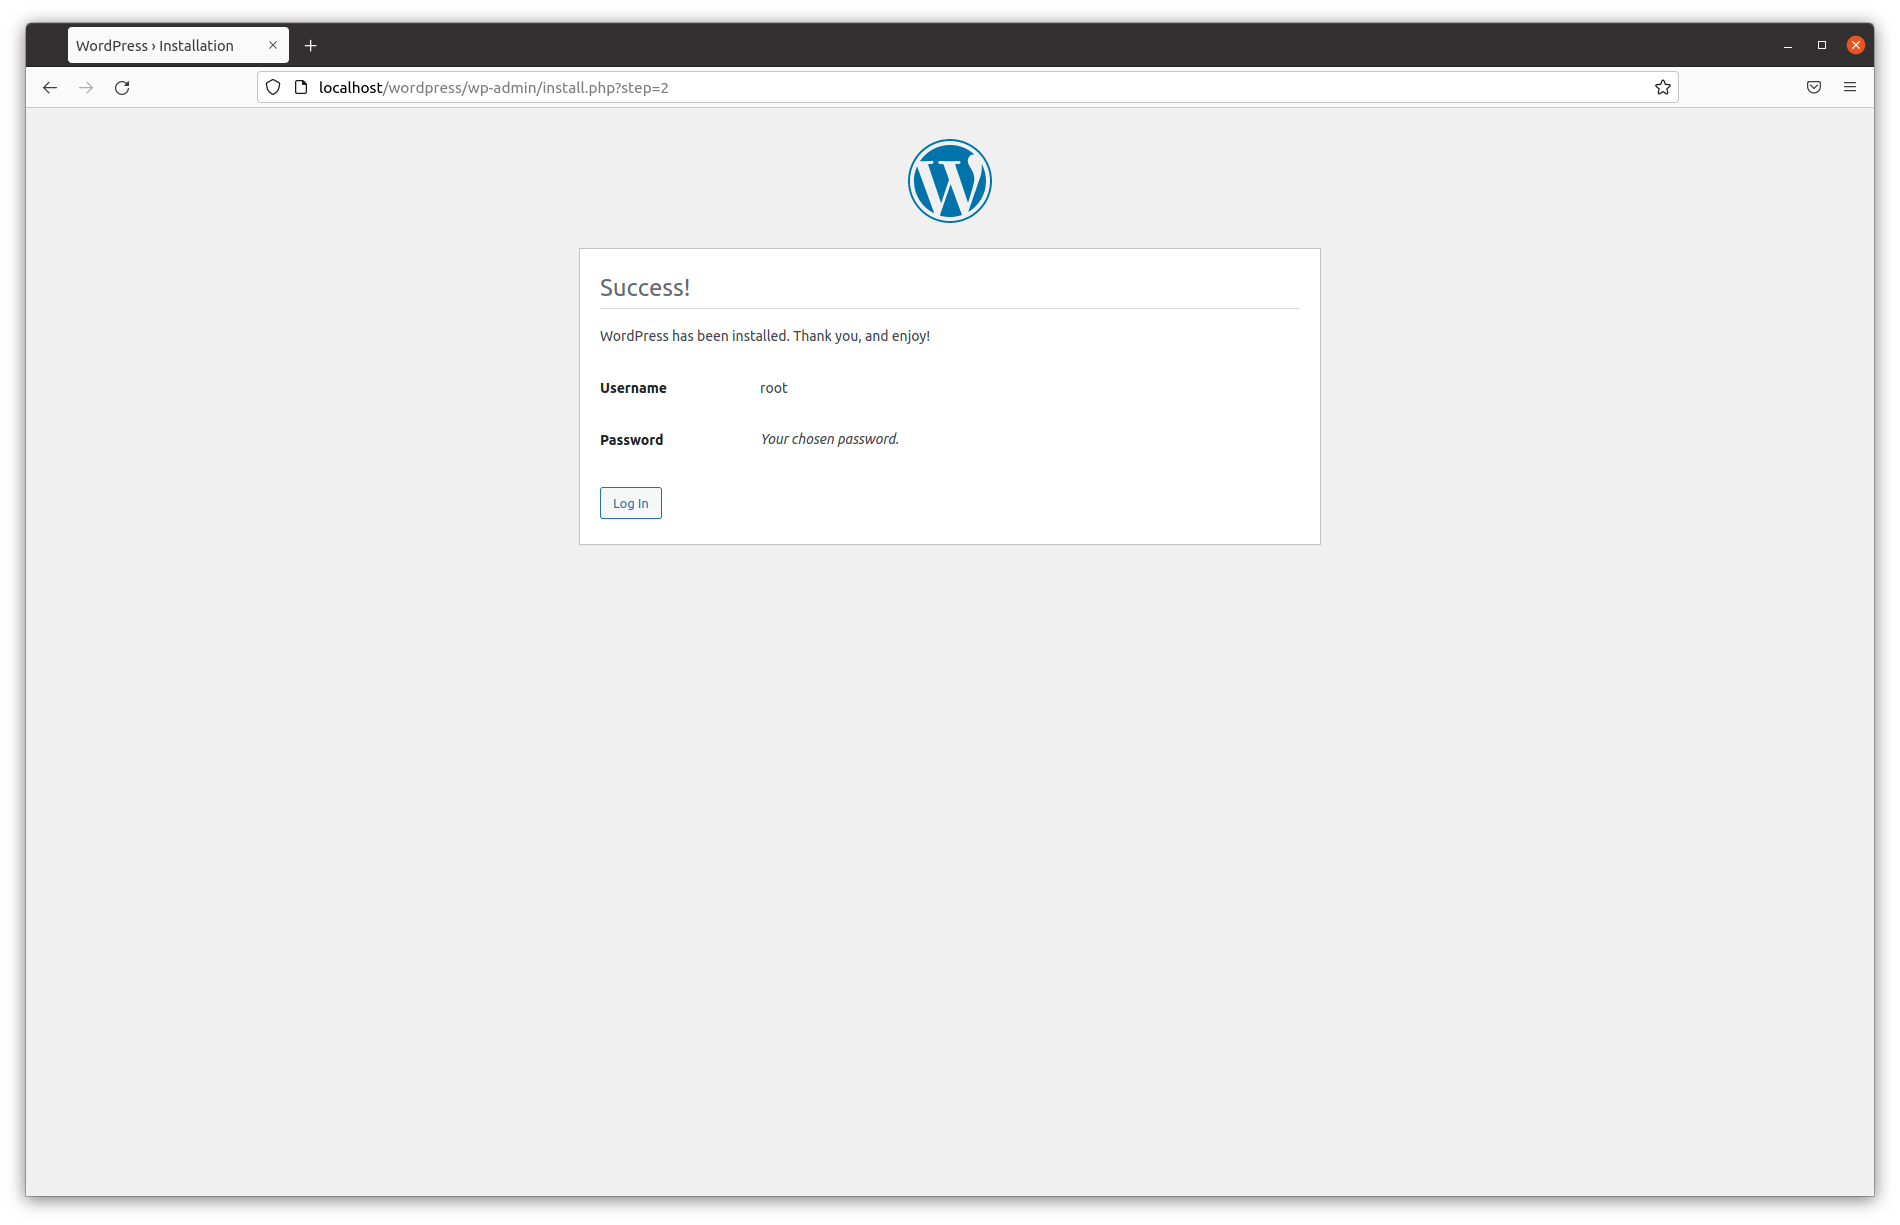 WordPress › Installation
localhost/wordpress/wp-admin/install.php?step=2
Success!
WordPress has been installed. Thank you, and enjoy!
Username root
Password Your chosen password.
Log In